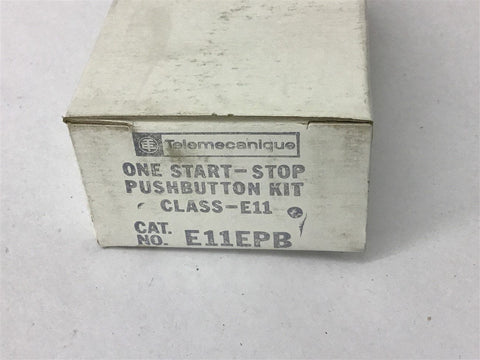 Telemecanique
ONE START-STOP
PUSHBUTTON KIT
CLASS-E11
CAT.
NO. E11EPB